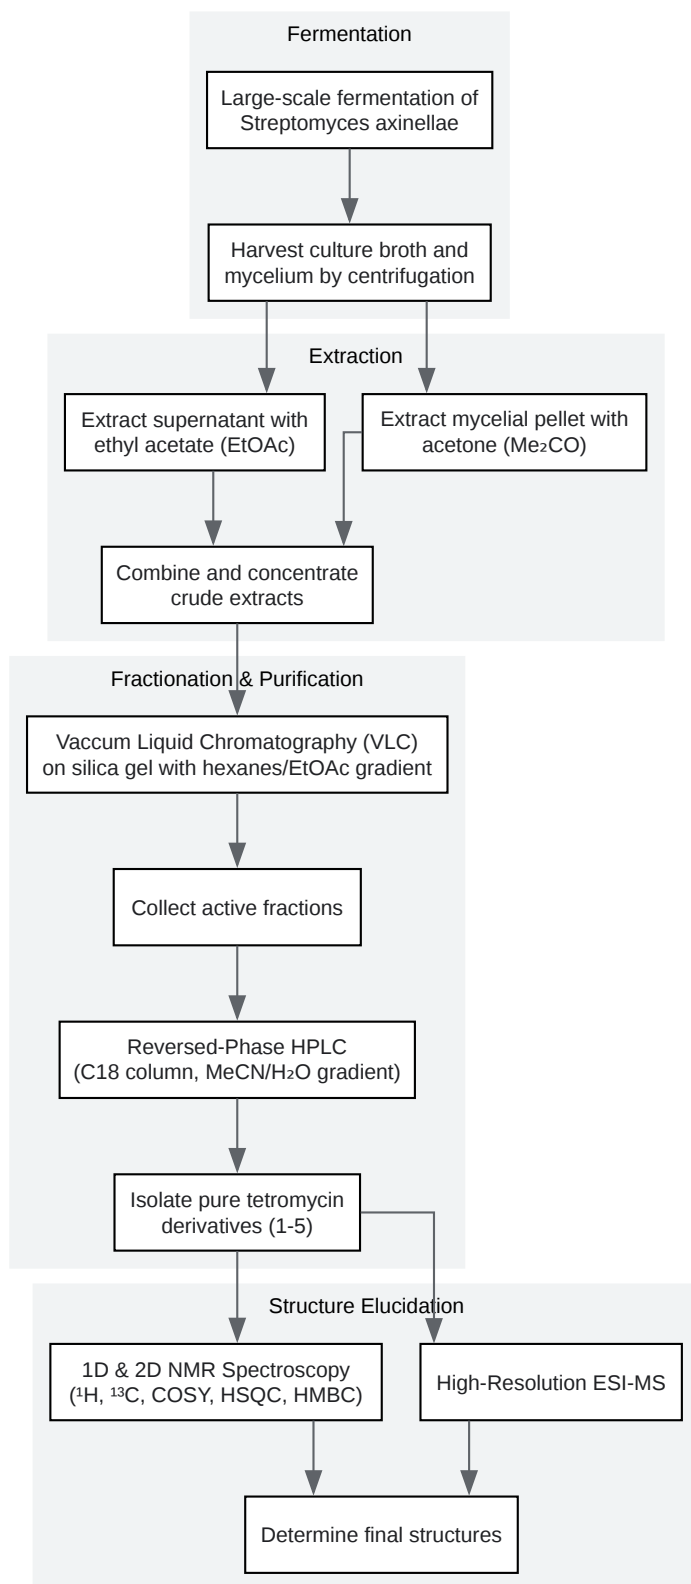 Fermentation
Large-scale fermentation of
Streptomyces axinellae
Harvest culture broth and
mycelium by centrifugation
Extraction
Extract supernatant with
ethyl acetate (EtOAc)
Extract mycelial pellet with
acetone (Me₂CO)
Combine and concentrate
crude extracts
Fractionation & Purification
Vaccum Liquid Chromatography (VLC)
on silica gel with hexanes/EtOAc gradient
Collect active fractions
Reversed-Phase HPLC
(C18 column, MeCN/H₂O gradient)
Isolate pure tetromycin
derivatives (1-5)
Structure Elucidation
1D & 2D NMR Spectroscopy
(¹H, ¹³C, COSY, HSQC, HMBC)
High-Resolution ESI-MS
Determine final structures